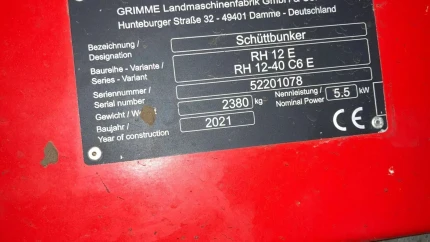 GRIMME Landmaschinenfabrik GmbH &
Hunteburger Straße 32 - 49401 Damme - Deutschland
Bezeichnung / Schüttbunker
Designation
Baureihe - Variante / RH 12 E
Series - Variant RH 12-40 C6 E
Seriennummer / 52201078
Serial number
Gewicht / 2380 kg Nennleistung / Nominal Power 5.5 kW
Baujahr / 2021
Year of construction CE